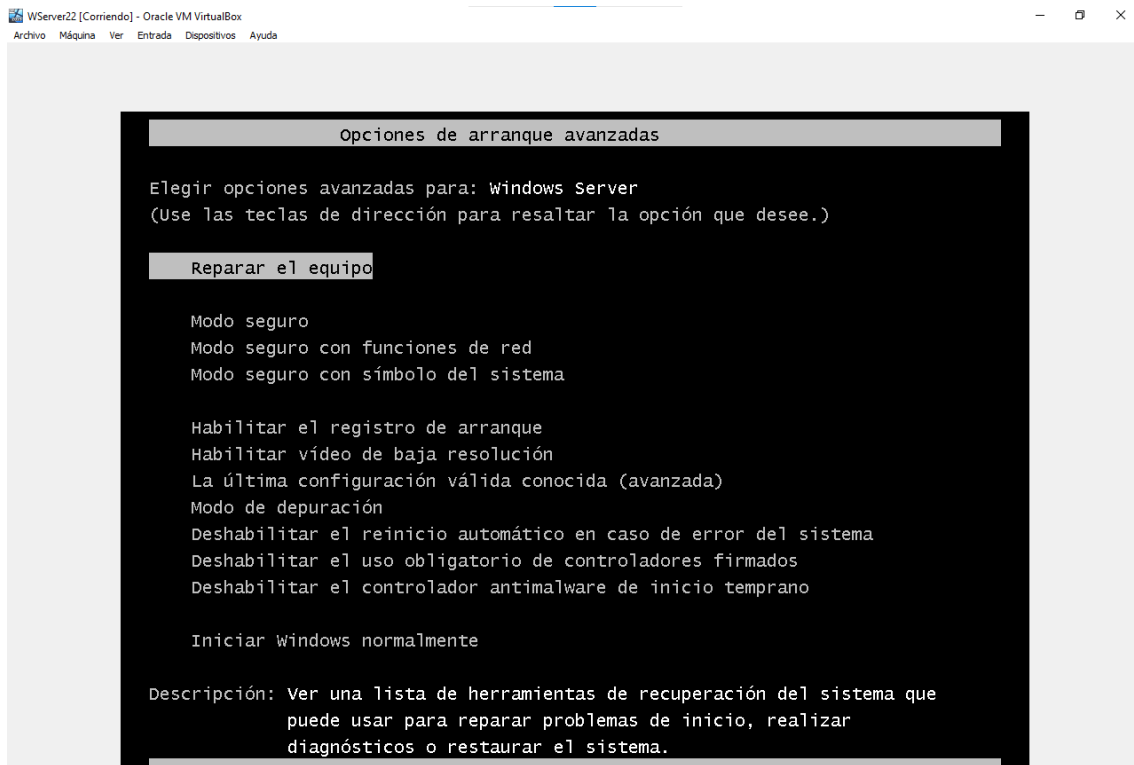 WServer22 [Corriendo] - Oracle VM VirtualBox
Archivo Máquina Ver Entrada Dispositivos Ayuda
Opciones de arranque avanzadas
Elegir opciones avanzadas para: Windows Server
(Use las teclas de dirección para resaltar la opción que desee.)
Reparar el equipo
Modo seguro
Modo seguro con funciones de red
Modo seguro con símbolo del sistema
Habilitar el registro de arranque
Habilitar vídeo de baja resolución
La última configuración válida conocida (avanzada)
Modo de depuración
Deshabilitar el reinicio automático en caso de error del sistema
Deshabilitar el uso obligatorio de controladores firmados
Deshabilitar el controlador antimalware de inicio temprano
Iniciar Windows normalmente
Descripción: Ver una lista de herramientas de recuperación del sistema que
puede usar para reparar problemas de inicio, realizar
diagnósticos o restaurar el sistema.